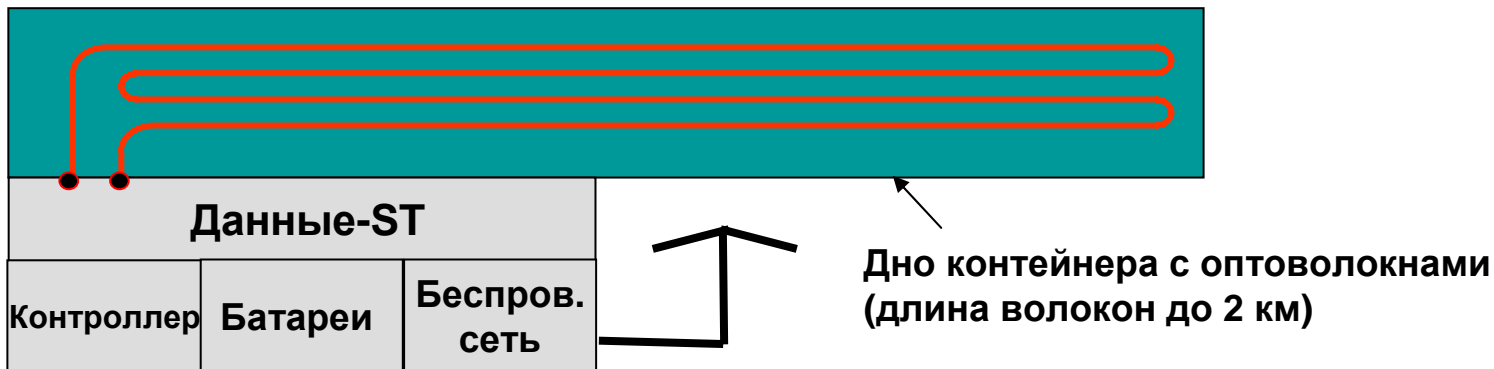 Данные-ST
Контроллер
Батареи
Беспров.
сеть
Дно контейнера с оптоволокнами
(длина волокон до 2 км)